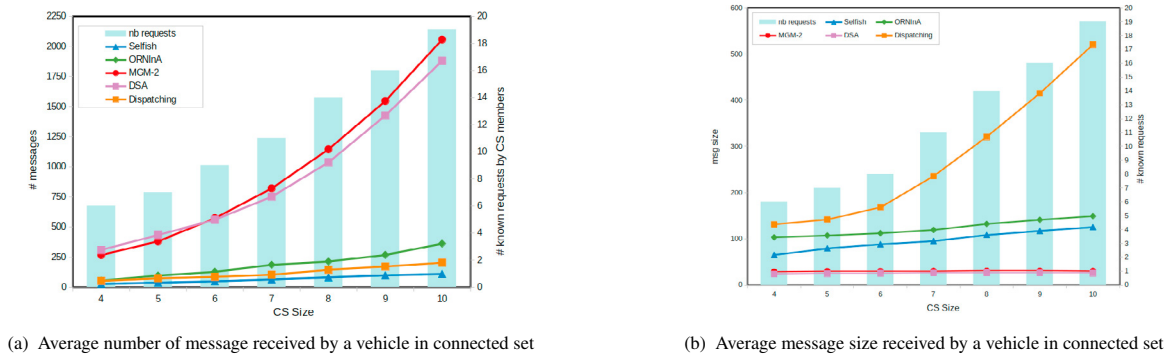 2250
2000
1750
1500
1250
1000
750
500
250
0
# messages
20
18
16
14
12
10
8
6
4
2
0
# known requests by CS members
nb requests
Selfish
ORNInA
MGM-2
DSA
Dispatching
4 5 6 7 8 9 10
CS Size
(a) Average number of message received by a vehicle in connected set
600
500
400
300
200
100
0
msg size
20
19
18
17
16
15
14
13
12
11
10
9
8
7
6
5
4
3
2
1
0
# known requests
nb requests Selfish ORNInA
MGM-2 DSA Dispatching
4 5 6 7 8 9 10
CS Size
(b) Average message size received by a vehicle in connected set